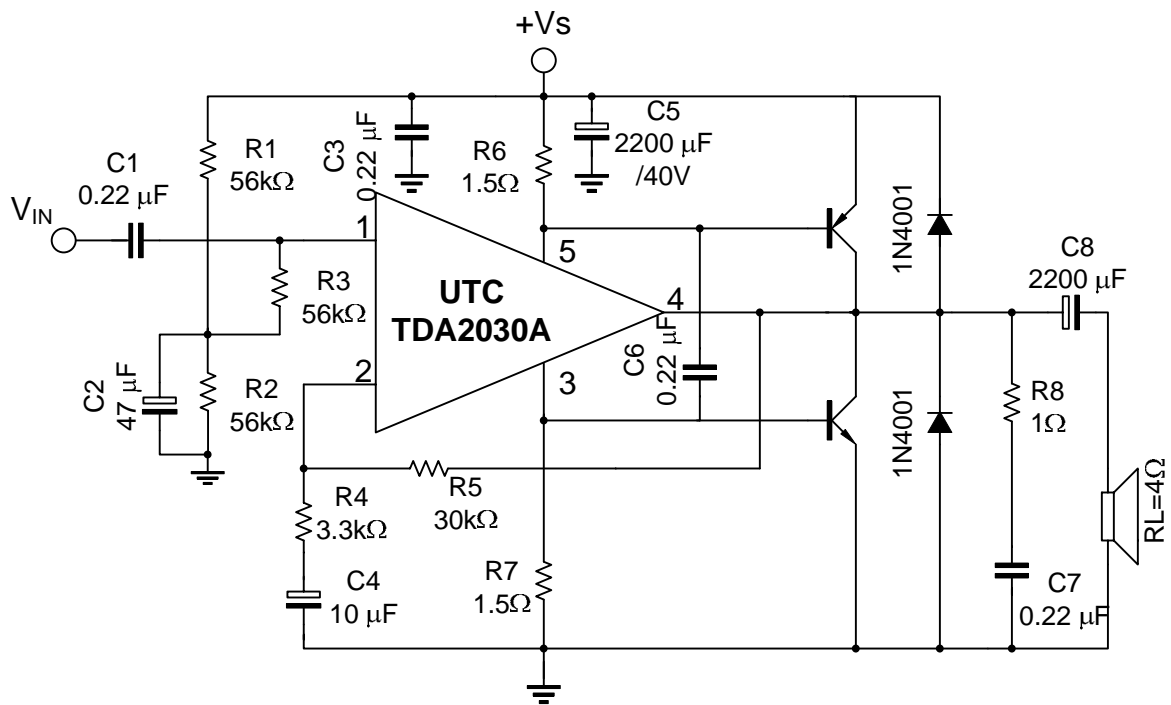 +Vs
C1
0.22 μF
V_IN
R1
56kΩ
C3
0.22 μF
R6
1.5Ω
C5
2200 μF
/40V
1
2
3
4
5
UTC
TDA2030A
R3
56kΩ
C2
47 μF
R2
56kΩ
C6
0.22 μF
1N4001
1N4001
C8
2200 μF
R8
1Ω
R4
3.3kΩ
R5
30kΩ
C4
10 μF
R7
1.5Ω
C7
0.22 μF
RL=4Ω